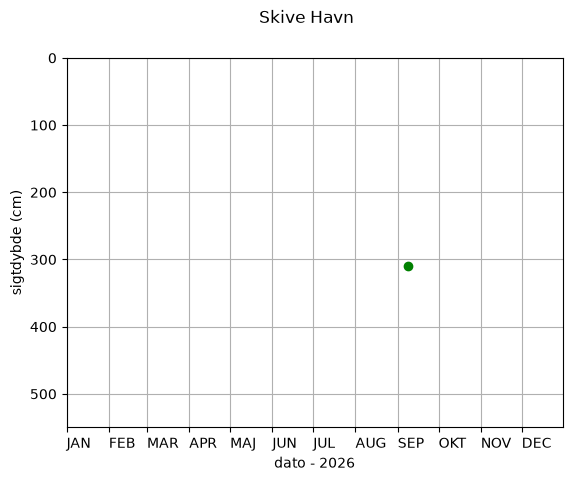 Skive Havn
0
100
200
300
400
500
sigtdybde (cm)
JAN FEB MAR APR MAJ JUN JUL AUG SEP OKT NOV DEC
dato - 2026